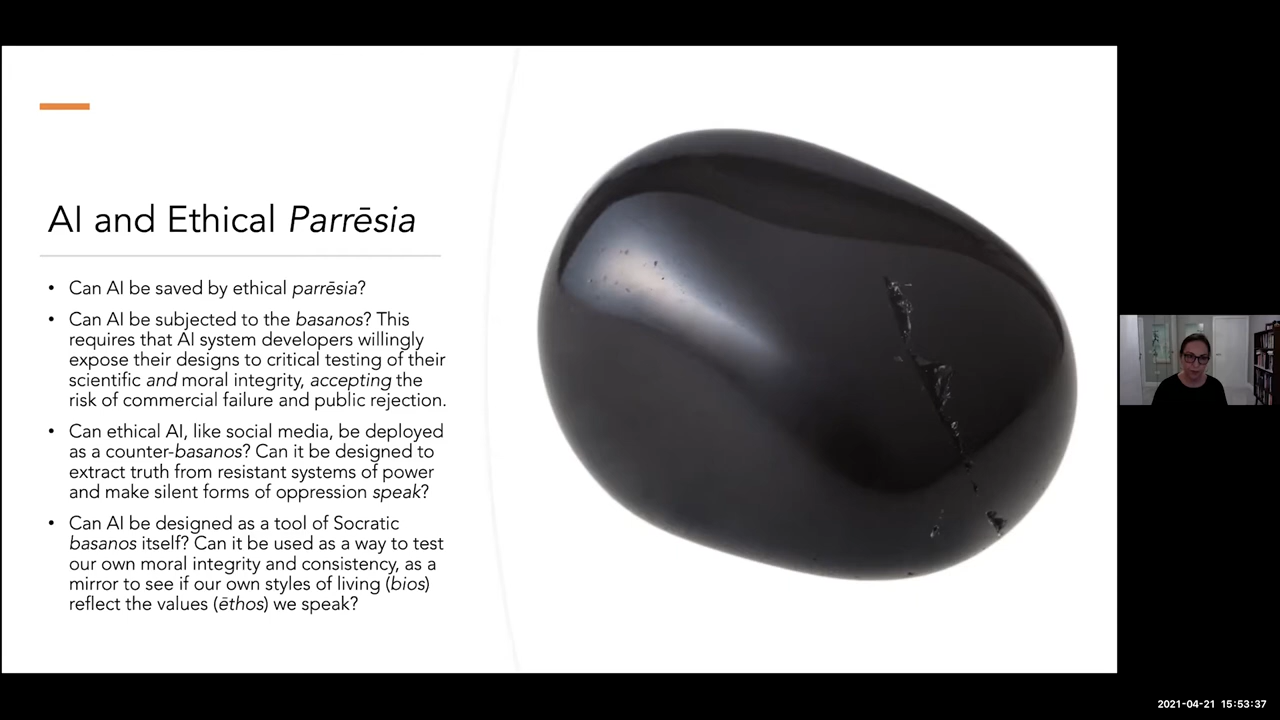 AI and Ethical Parrēsia
• Can AI be saved by ethical parrēsia?
• Can AI be subjected to the basanos? This
requires that AI system developers willingly
expose their designs to critical testing of their
scientific and moral integrity, accepting the
risk of commercial failure and public rejection.
• Can ethical AI, like social media, be deployed
as a counter-basanos? Can it be designed to
extract truth from resistant systems of power
and make silent forms of oppression speak?
• Can AI be designed as a tool of Socratic
basanos itself? Can it be used as a way to test
our own moral integrity and consistency, as a
mirror to see if our own styles of living (bios)
reflect the values (ēthos) we speak?
2021-04-21 15:53:37